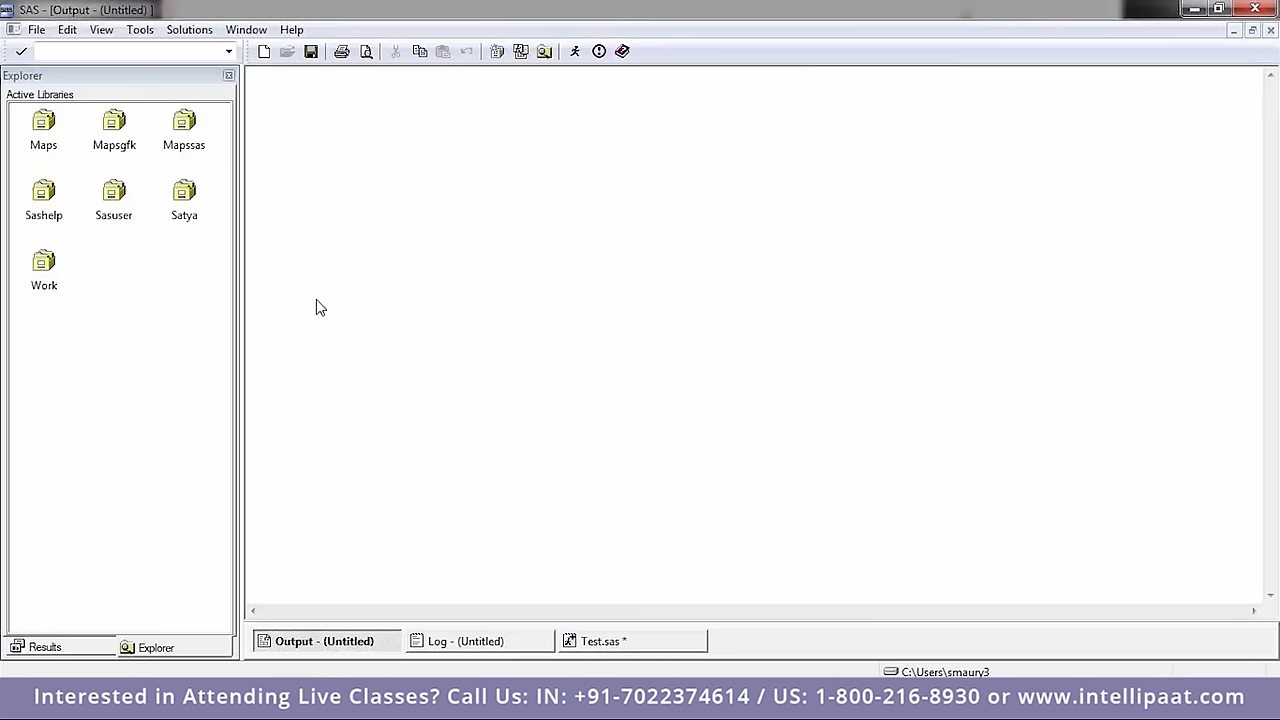 SAS - [Output - (Untitled) ]
File Edit View Tools Solutions Window Help
Explorer
Active Libraries
Maps Mapsgfk Mapssas
Sashelp Sasuser Satya
Work
Results Explorer
Output - (Untitled) Log - (Untitled) Test.sas *
C:\Users\smaury3
Interested in Attending Live Classes? Call Us: IN: +91-7022374614 / US: 1-800-216-8930 or www.intellipaat.com